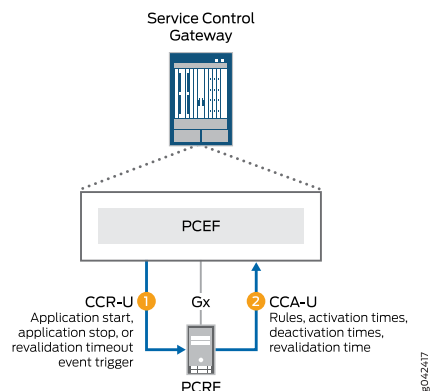 Service Control
Gateway
PCEF
CCR-U 1
Application start,
application stop, or
revalidation timeout
event trigger
Gx
2 CCA-U
Rules, activation times,
deactivation times,
revalidation time
PCRF
g042417